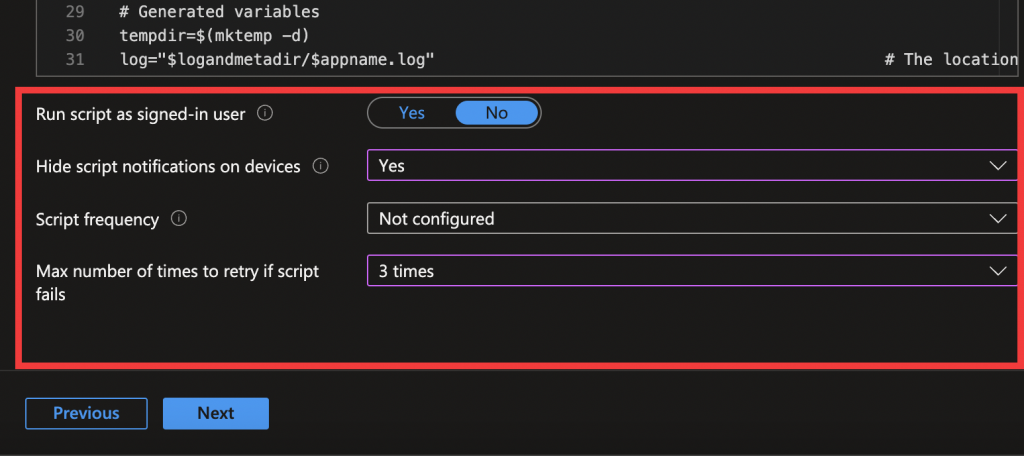 29 # Generated variables
30 tempdir=$(mktemp -d)
31 log="$logandmetadir/$appname.log" # The location
Run script as signed-in user
Yes No
Hide script notifications on devices
Yes
Script frequency
Not configured
Max number of times to retry if script
fails
3 times
Previous Next